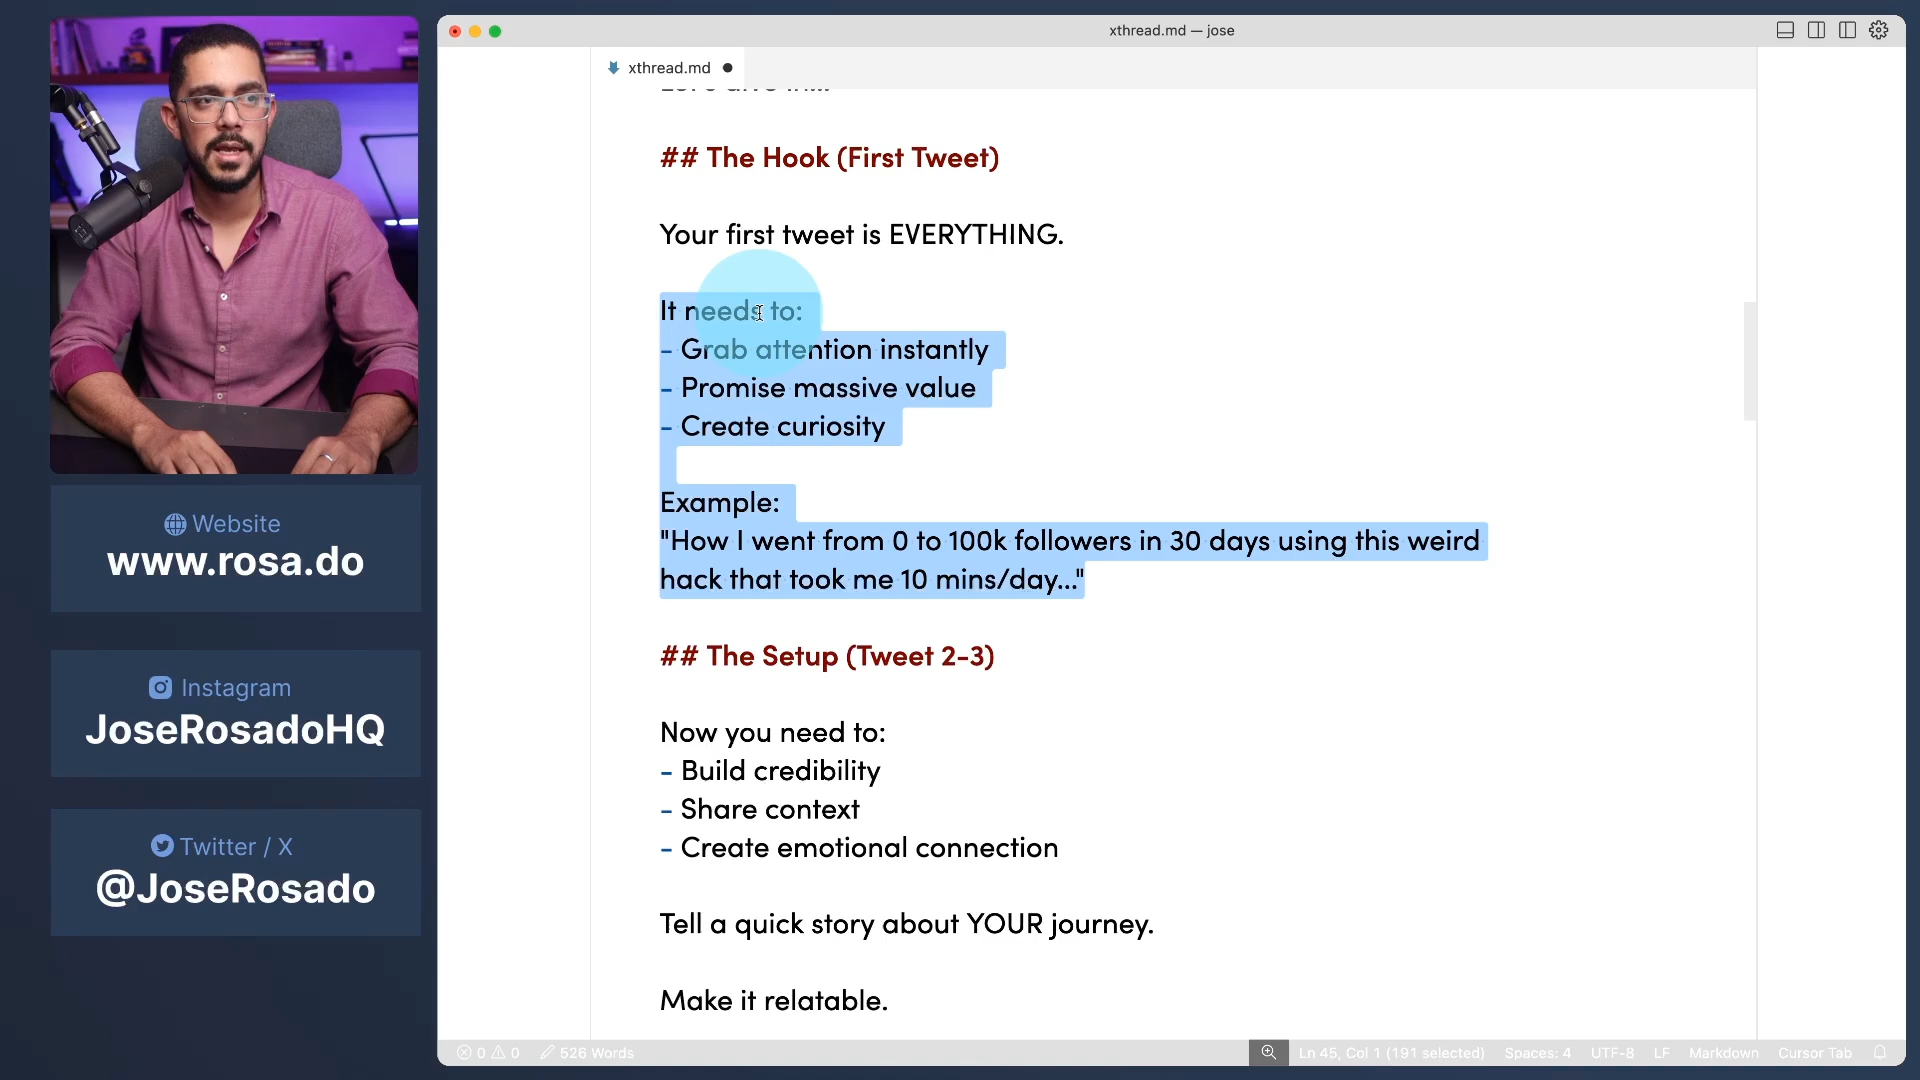 Website
www.rosa.do
Instagram
JoseRosadoHQ
Twitter / X
@JoseRosado
xthread.md — jose
xthread.md
## The Hook (First Tweet)
Your first tweet is EVERYTHING.
It needs to:
- Grab attention instantly
- Promise massive value
- Create curiosity
Example:
"How I went from 0 to 100k followers in 30 days using this weird
hack that took me 10 mins/day..."
## The Setup (Tweet 2-3)
Now you need to:
- Build credibility
- Share context
- Create emotional connection
Tell a quick story about YOUR journey.
Make it relatable.
0 0 526 Words Ln 45, Col 1 (191 selected) Spaces: 4 UTF-8 LF Markdown Cursor Tab